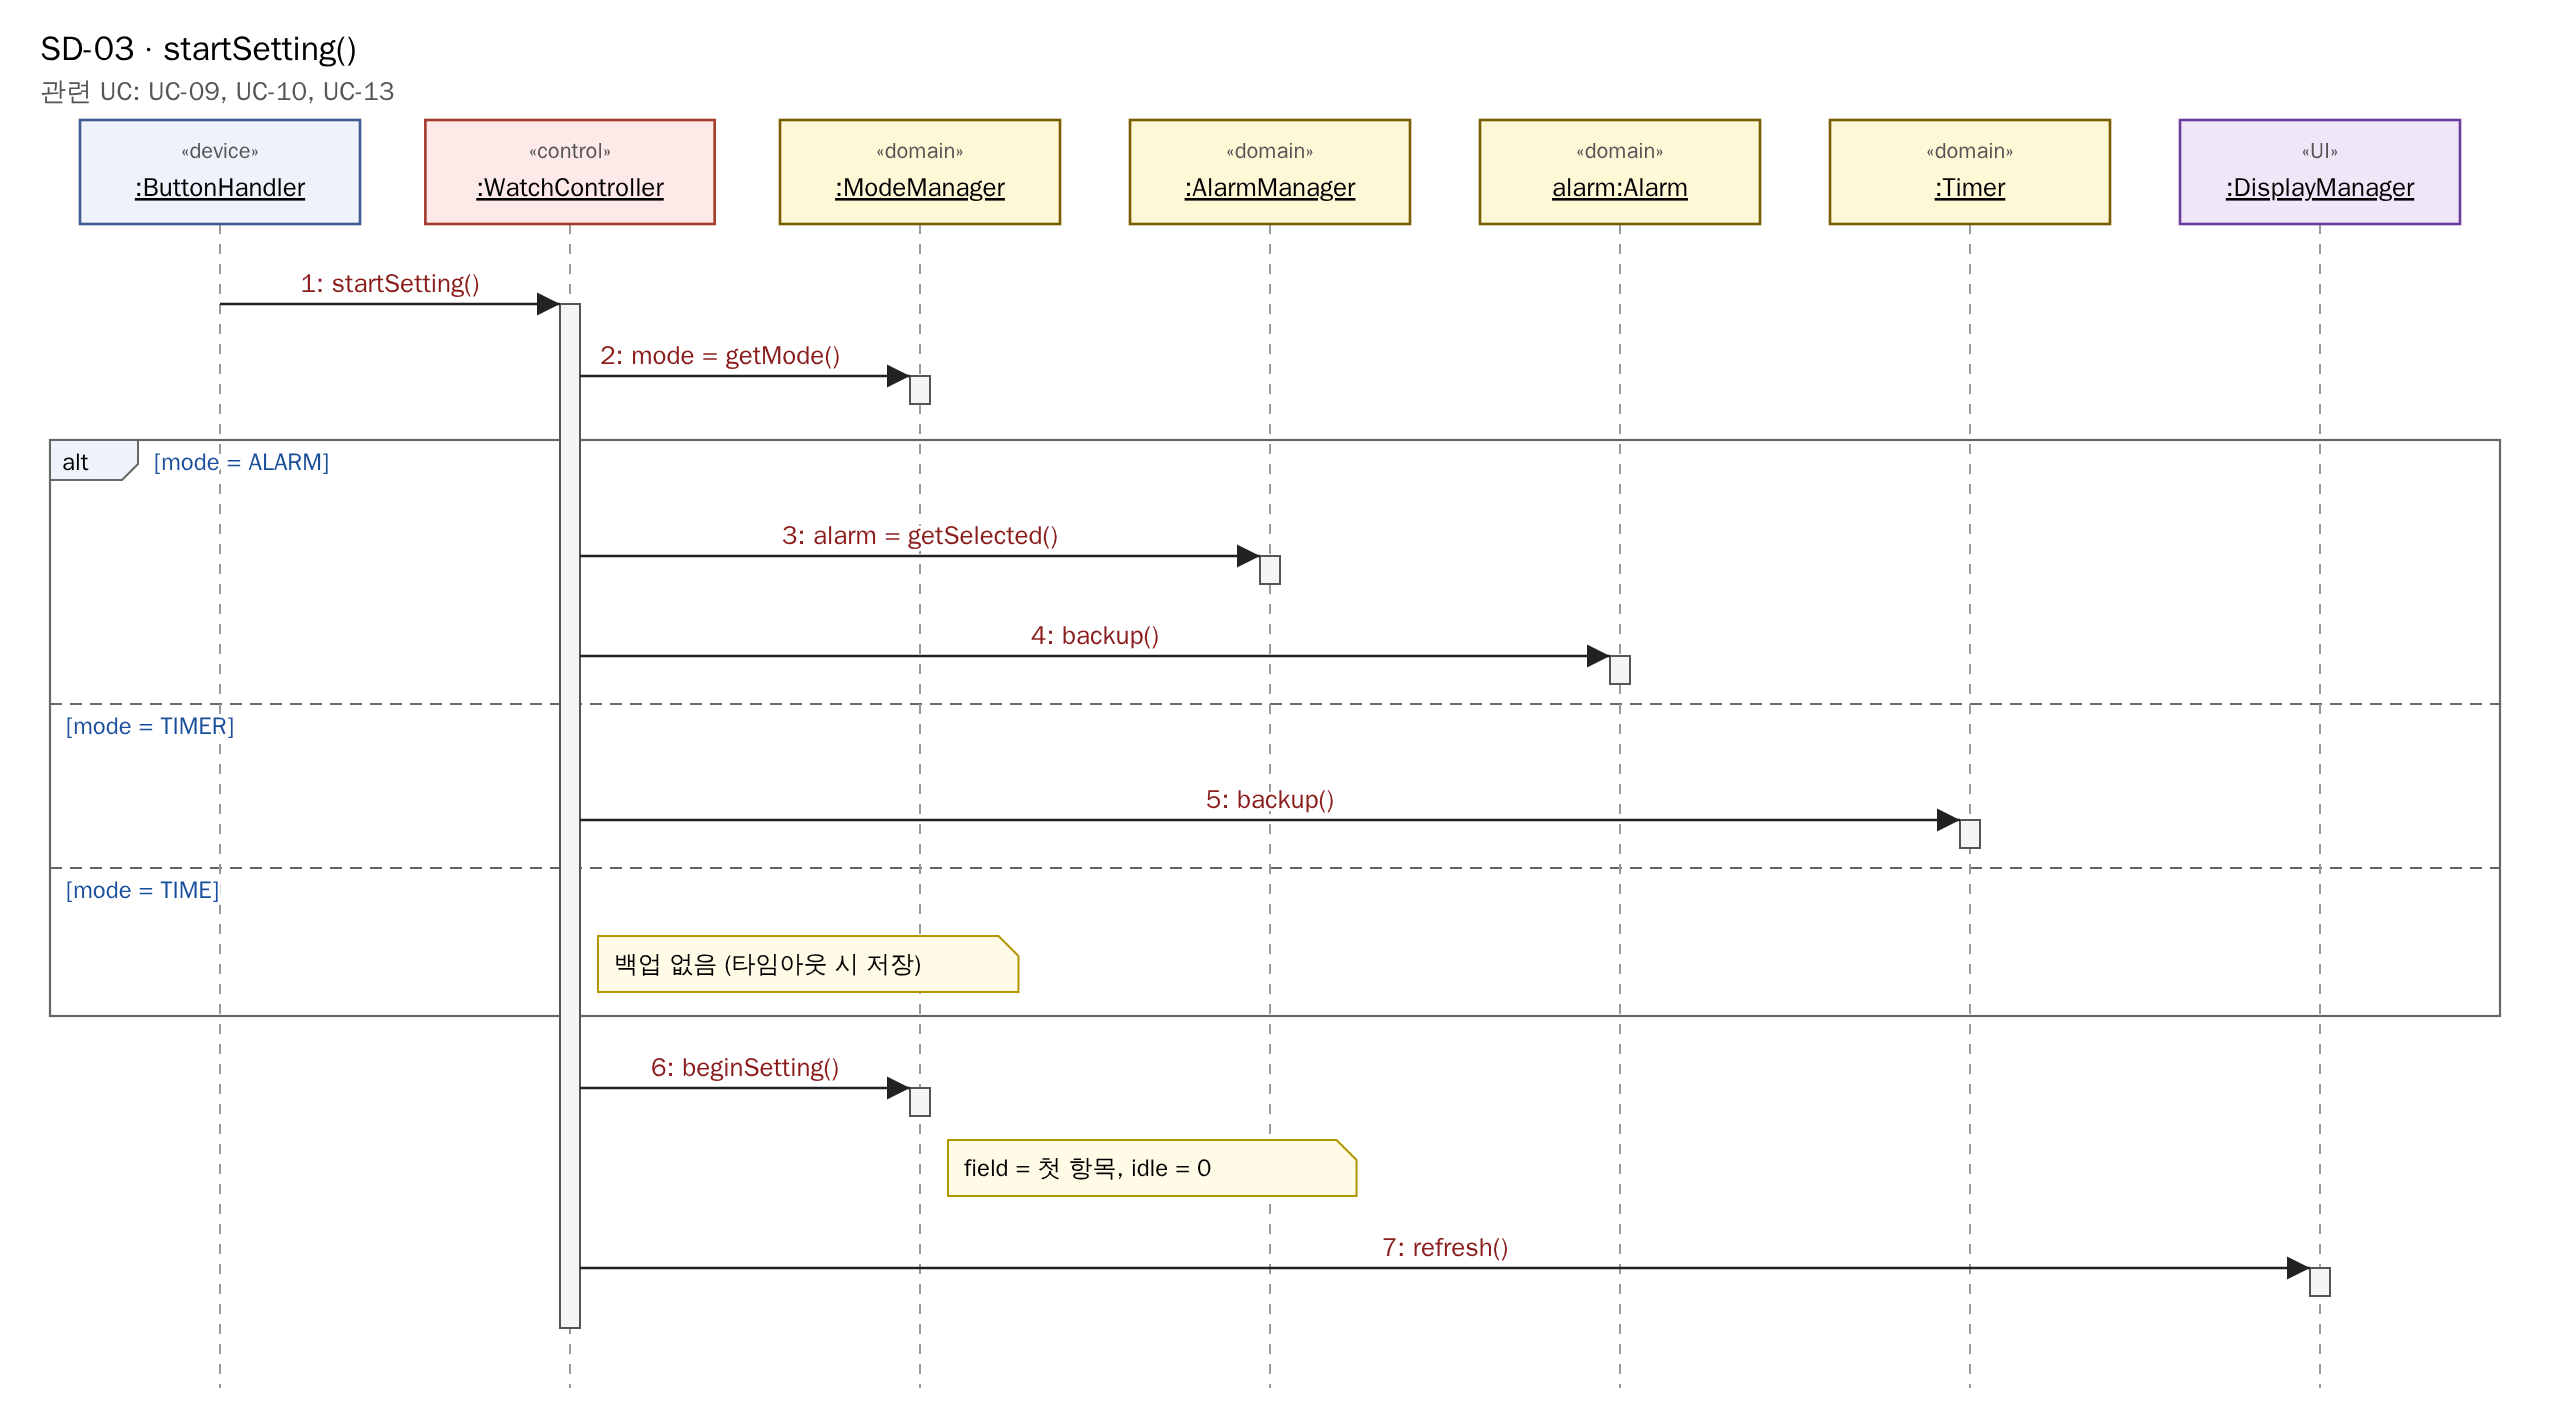 SD-03 · startSetting()
관련 UC: UC-09, UC-10, UC-13
«device»
:ButtonHandler
«control»
:WatchController
«domain»
:ModeManager
«domain»
:AlarmManager
«domain»
alarm:Alarm
«domain»
:Timer
«UI»
:DisplayManager
1: startSetting()
2: mode = getMode()
alt
[mode = ALARM]
3: alarm = getSelected()
4: backup()
[mode = TIMER]
5: backup()
[mode = TIME]
백업 없음 (타임아웃 시 저장)
6: beginSetting()
field = 첫 항목, idle = 0
7: refresh()